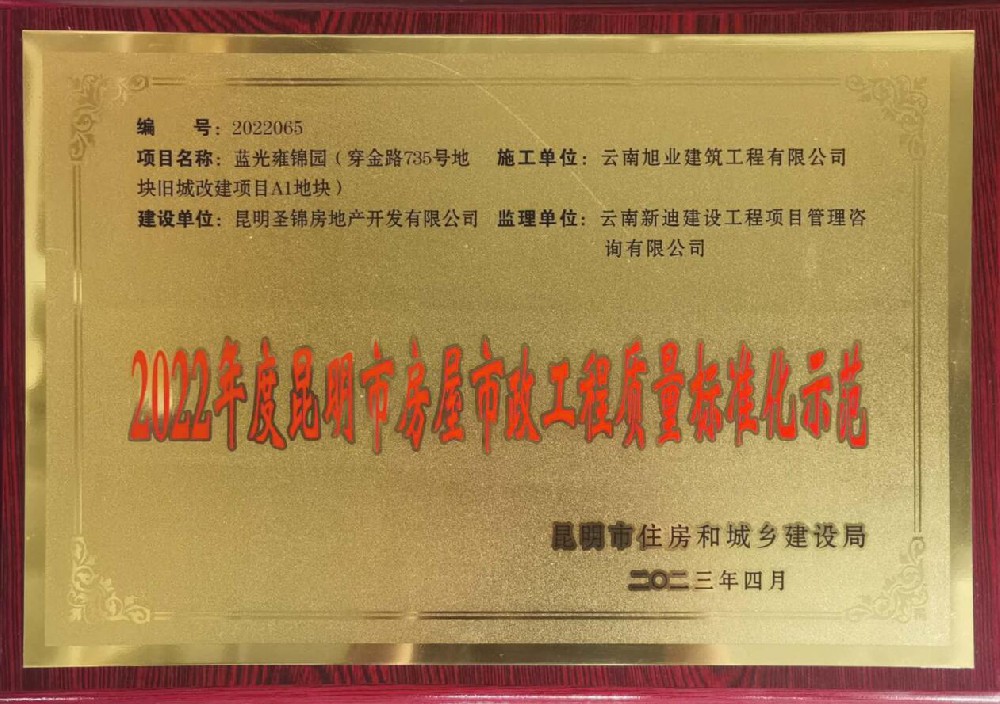 编 号：2022065
项目名称：蓝光雍锦园（穿金路735号地
块旧城改建项目A1地块）
施工单位：云南旭业建筑工程有限公司
建设单位：昆明圣锦房地产开发有限公司
监理单位：云南新迪建设工程项目管理咨
询有限公司
2022年度昆明市房屋市政工程质量标准化示范
昆明市住房和城乡建设局
二〇二三年四月